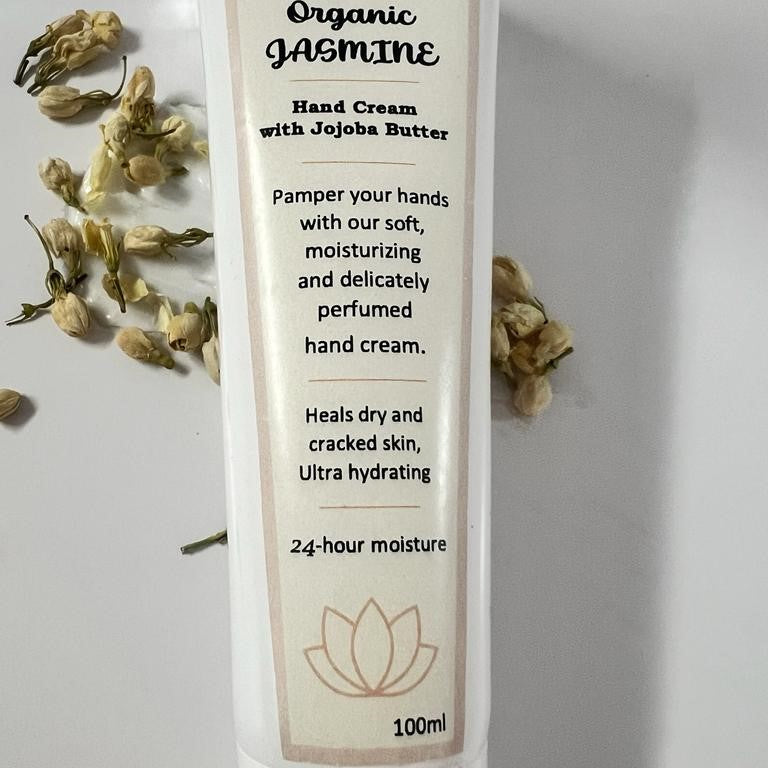 Organic
JASMINE
Hand Cream
with Jojoba Butter
Pamper your hands
with our soft,
moisturizing
and delicately
perfumed
hand cream.
Heals dry and
cracked skin,
Ultra hydrating
24-hour moisture
100ml